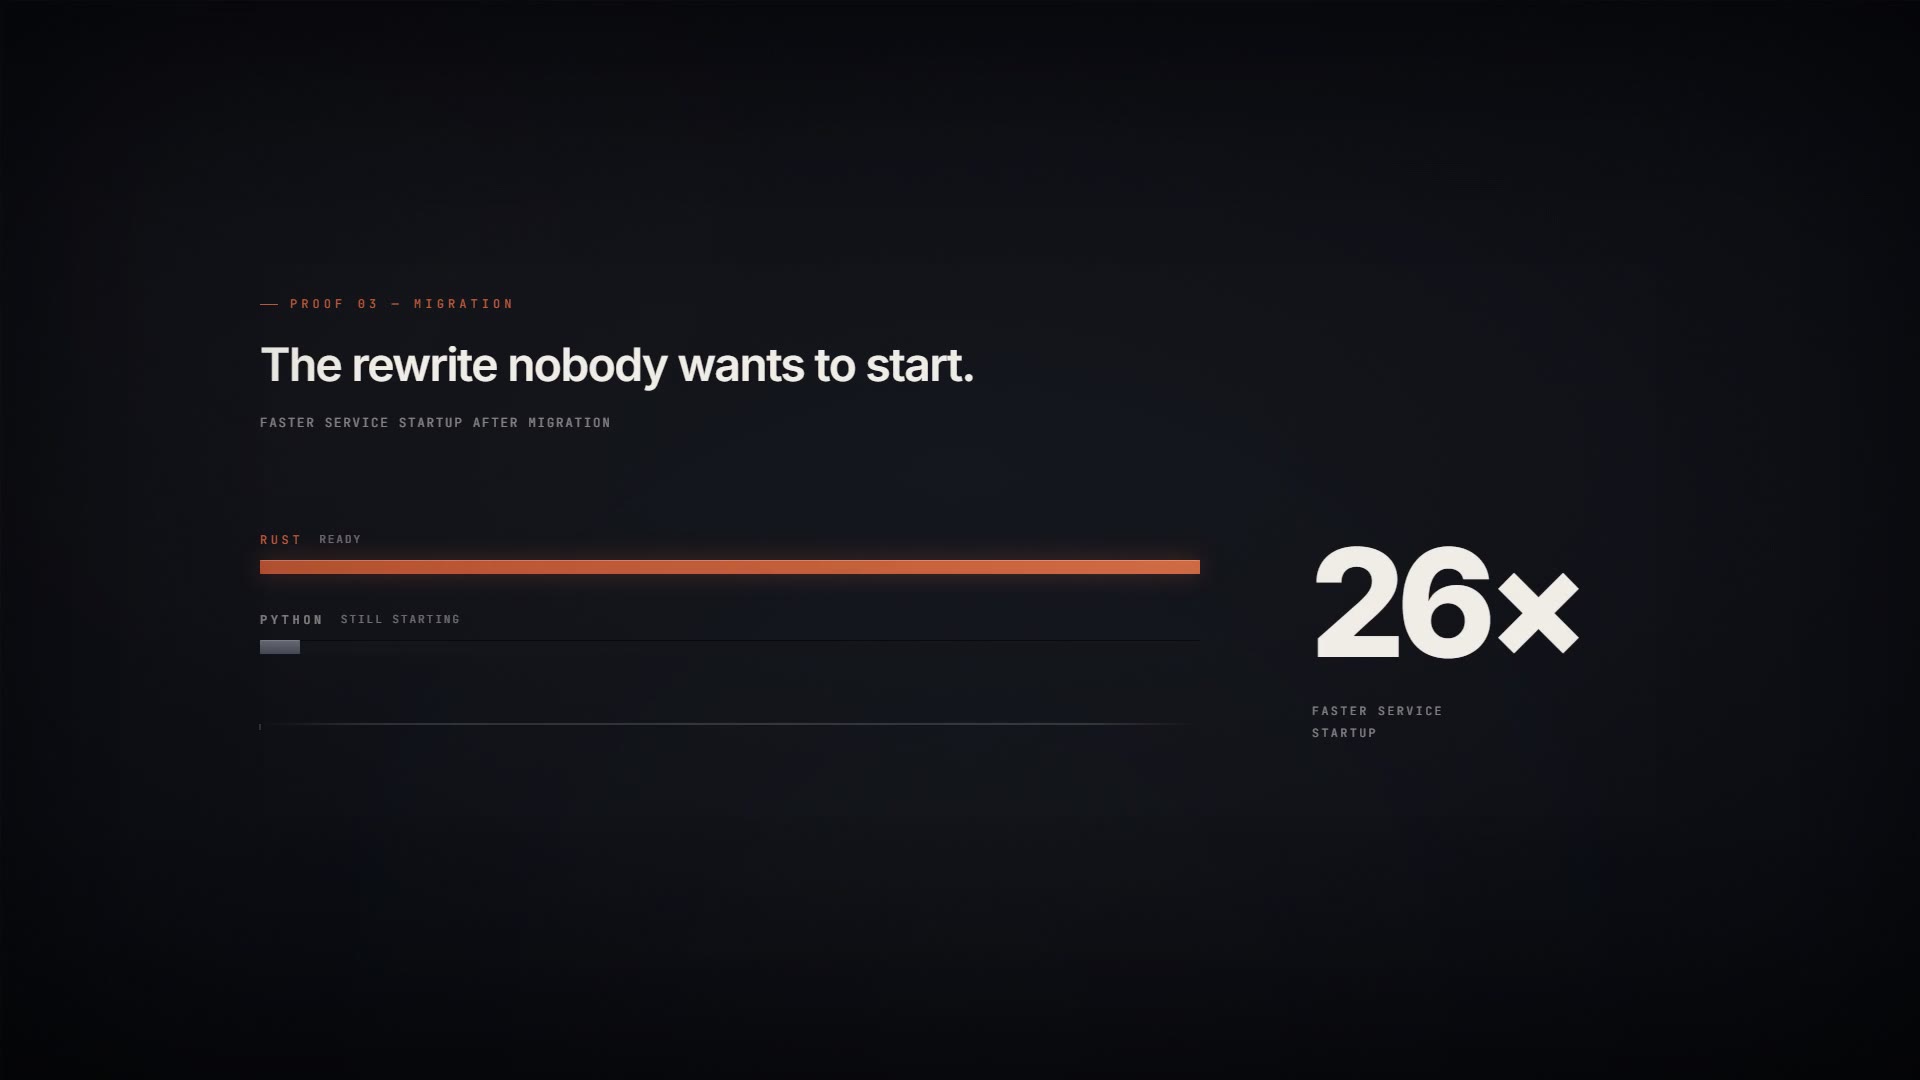 PROOF 03 — MIGRATION
The rewrite nobody wants to start.
FASTER SERVICE STARTUP AFTER MIGRATION
RUST READY
PYTHON STILL STARTING
26×
FASTER SERVICE
STARTUP